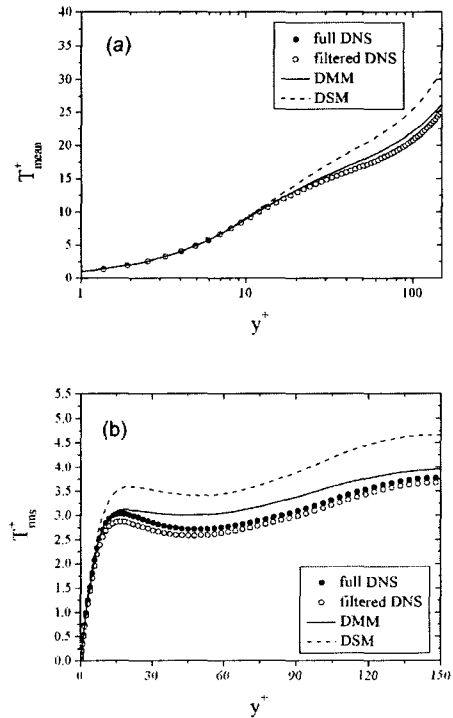 (a)
full DNS
filtered DNS
DMM
DSM
40
35
30
25
20
15
10
5
0
T+mean
1
10
100
y+
(b)
5.5
5.0
4.5
4.0
3.5
3.0
2.5
2.0
1.5
1.0
0.5
0.0
T+rms
full DNS
filtered DNS
DMM
DSM
0
30
60
90
120
150
y+